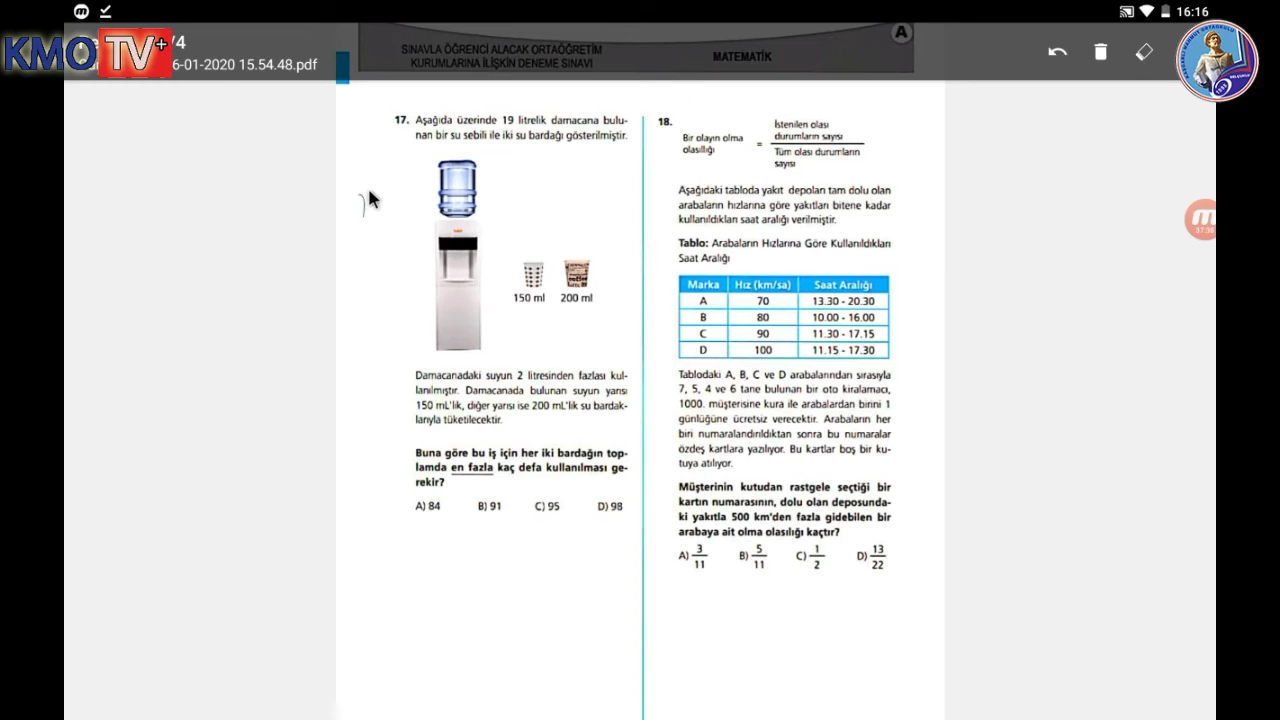 16:16
KMO TV+
/4
6-01-2020 15.54.48.pdf
SINAVLA ÖĞRENCİ ALACAK ORTAÖĞRETİM
KURUMLARINA İLİŞKİN DENEME SINAVI
MATEMATİK
A
17. Aşağıda üzerinde 19 litrelik damacana bulu-
nan bir su sebili ile iki su bardağı gösterilmiştir.
150 ml 200 ml
Damacanadaki suyun 2 litresinden fazlası kul-
lanılmıştır. Damacanada bulunan suyun yarısı
150 mL'lik, diğer yarısı ise 200 mL'lik su bardak-
larıyla tüketilecektir.
Buna göre bu iş için her iki bardağın top-
lamda en fazla kaç defa kullanılması ge-
rekir?
A) 84 B) 91 C) 95 D) 98
18.
Bir olayın olma
olasıllığı
=
İstenilen olası
durumların sayısı
Tüm olası durumların
sayısı
Aşağıdaki tabloda yakıt depoları tam dolu olan
arabaların hızlarına göre yakıtları bitene kadar
kullanıldıkları saat aralığı verilmiştir.
Tablo: Arabaların Hızlarına Göre Kullanıldıkları
Saat Aralığı
Marka Hız (km/sa) Saat Aralığı
A 70 13.30 - 20.30
B 80 10.00 - 16.00
C 90 11.30 - 17.15
D 100 11.15 - 17.30
Tablodaki A, B, C ve D arabalarından sırasıyla
7, 5, 4 ve 6 tane bulunan bir oto kiralamacı,
1000. müşterisine kura ile arabalardan birini 1
günlüğüne ücretsiz verecektir. Arabaların her
biri numaralandırıldıktan sonra bu numaralar
özdeş kartlara yazılıyor. Bu kartlar boş bir ku-
tuya atılıyor.
Müşterinin kutudan rastgele seçtiği bir
kartın numarasının, dolu olan deposunda-
ki yakıtla 500 km'den fazla gidebilen bir
arabaya ait olma olasılığı kaçtır?
A) 3/11 B) 5/11 C) 1/2 D) 13/22
37:38